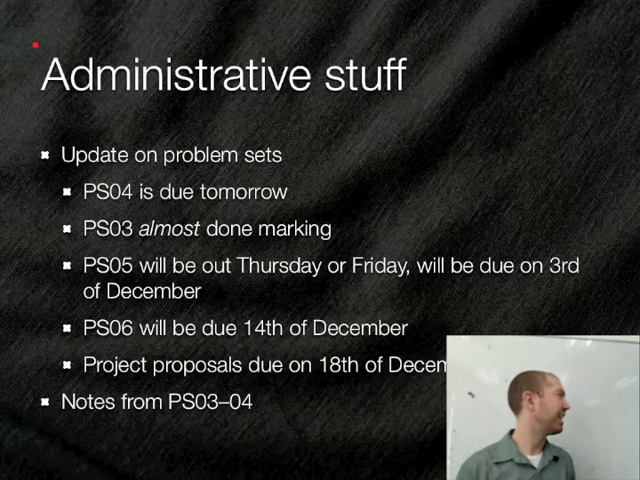 Administrative stuff
Update on problem sets
PS04 is due tomorrow
PS03 almost done marking
PS05 will be out Thursday or Friday, will be due on 3rd
of December
PS06 will be due 14th of December
Project proposals due on 18th of Decem
Notes from PS03–04